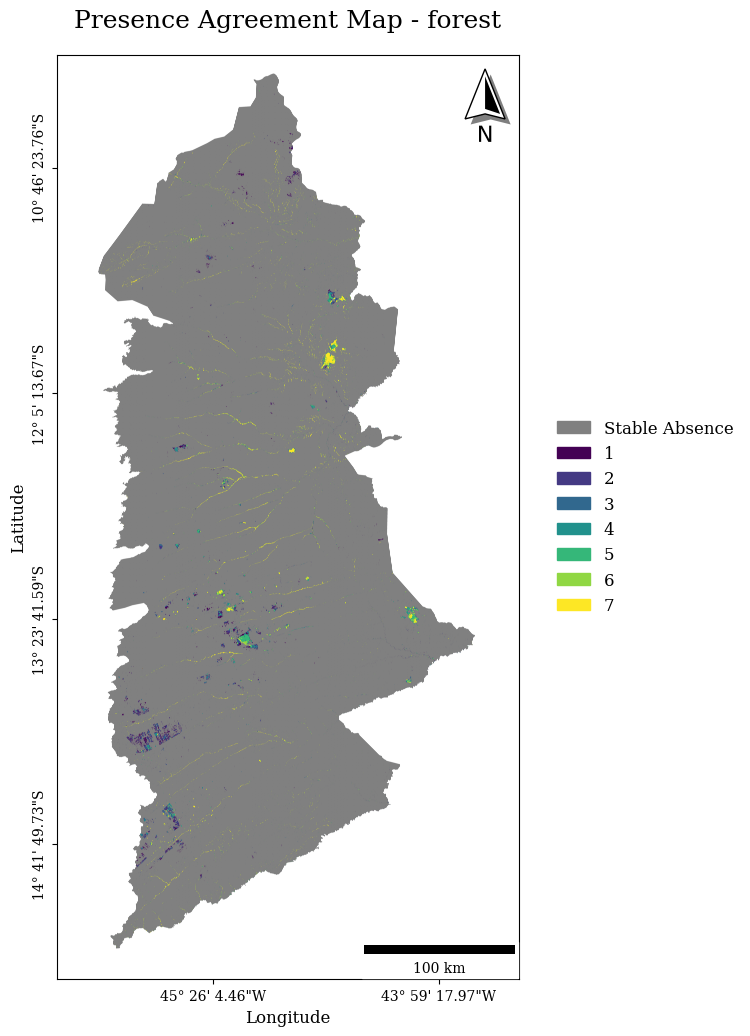 Presence Agreement Map - forest
N
10° 46' 23.76"S
12° 5' 13.67"S
13° 23' 41.59"S
14° 41' 49.73"S
Latitude
Stable Absence
1
2
3
4
5
6
7
100 km
45° 26' 4.46"W
43° 59' 17.97"W
Longitude